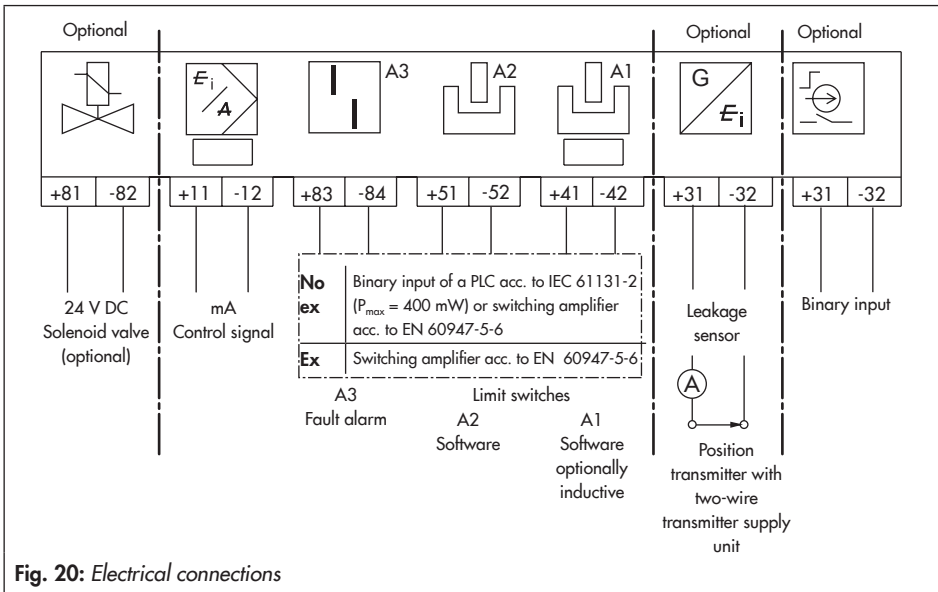 Optional
Optional
Optional
Ei
A
A3
A2
A1
G
Ei
+81
-82
+11
-12
+83
-84
+51
-52
+41
-42
+31
-32
+31
-32
24 V DC
Solenoid valve
(optional)
mA
Control signal
No
ex
Binary input of a PLC acc. to IEC 61131-2
(Pmax = 400 mW) or switching amplifier
acc. to EN 60947-5-6
Ex
Switching amplifier acc. to EN 60947-5-6
A3
Fault alarm
Limit switches
A2
Software
A1
Software
optionally
inductive
Leakage
sensor
A
Position
transmitter with
two-wire
transmitter supply
unit
Binary input
Fig. 20: Electrical connections